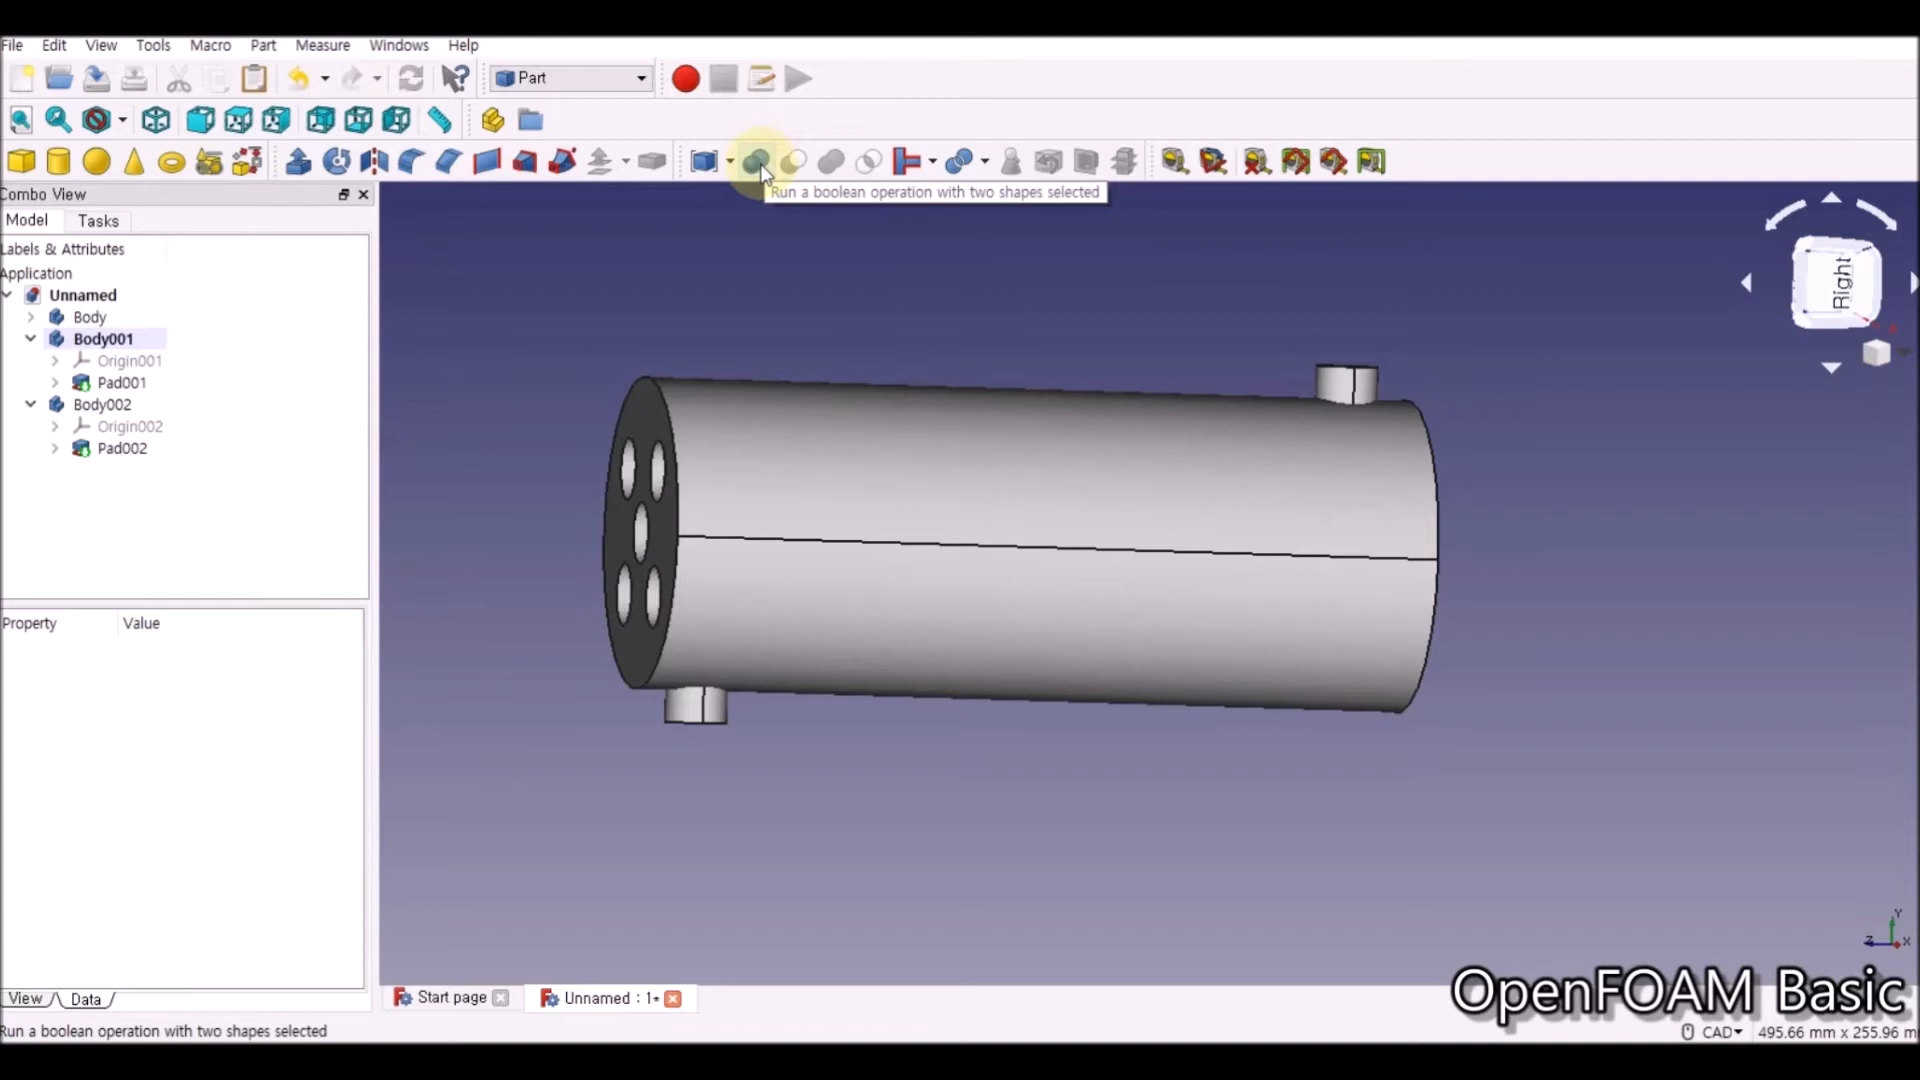 File Edit View Tools Macro Part Measure Windows Help
Part
Combo View
Run a boolean operation with two shapes selected
Model Tasks
Labels & Attributes
Application
Unnamed
Body
Body001
Origin001
Pad001
Body002
Origin002
Pad002
Right
Property Value
Y
Z X
OpenFOAM Basic
View Data
Start page
Unnamed : 1*
Run a boolean operation with two shapes selected
CAD 495.66 mm x 255.96 m